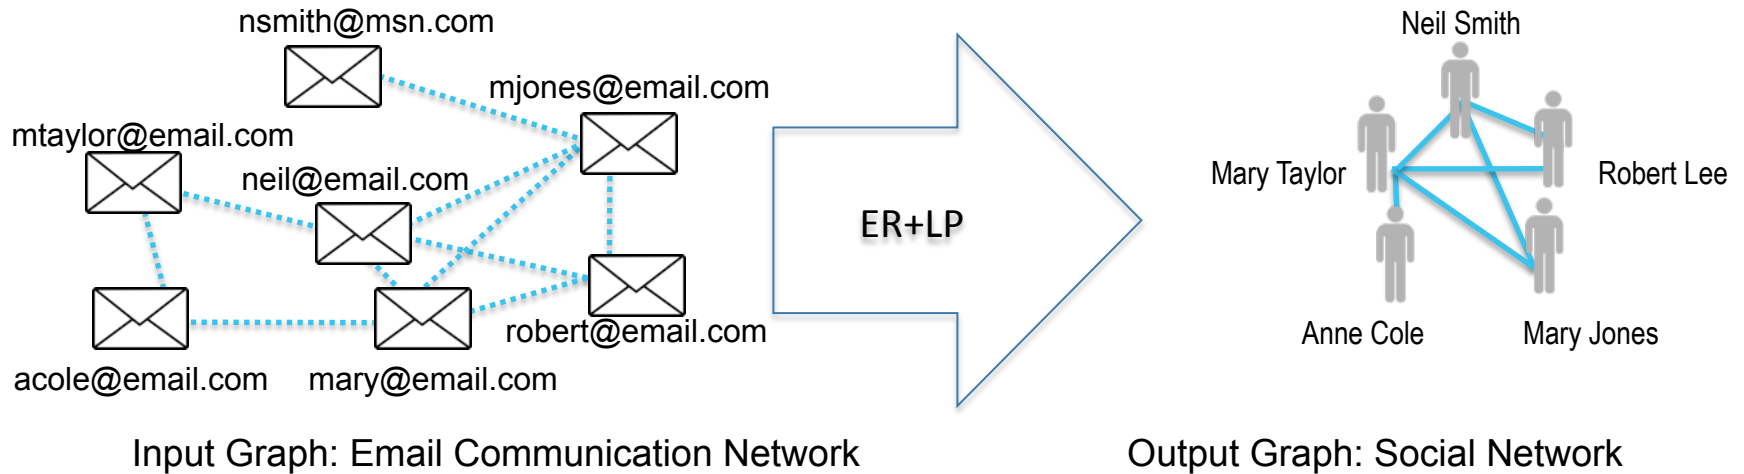 nsmith@msn.com
mjones@email.com
mtaylor@email.com
neil@email.com
robert@email.com
acole@email.com
mary@email.com
Input Graph: Email Communication Network
ER+LP
Neil Smith
Mary Taylor
Robert Lee
Anne Cole
Mary Jones
Output Graph: Social Network